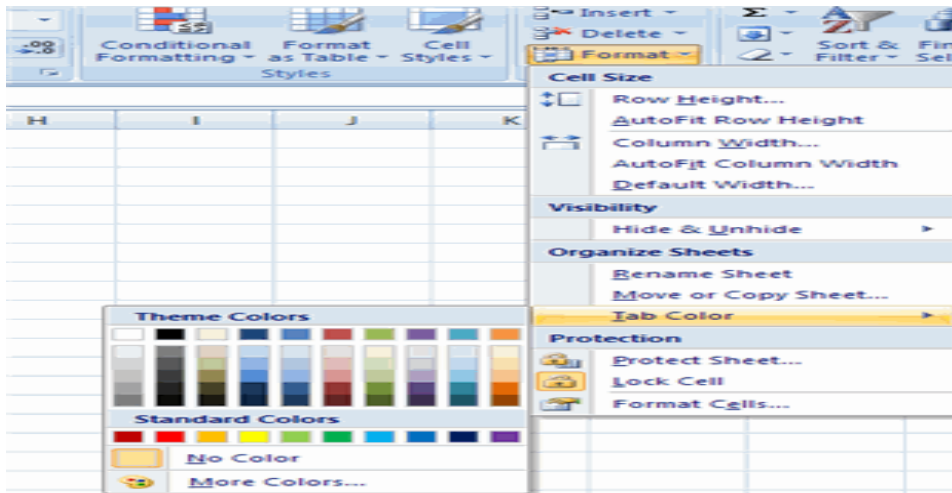 Insert
Delete
Format
Σ
.00
Conditional Formatting
Format as Table
Cell Styles
Styles
Sort & Filter
Cell Size
Row Height...
AutoFit Row Height
Column Width...
AutoFit Column Width
Default Width...
Visibility
Hide & Unhide
Organize Sheets
Rename Sheet
Move or Copy Sheet...
Tab Color
Protection
Protect Sheet...
Lock Cell
Format Cells...
H I J K
Theme Colors
Standard Colors
No Color
More Colors...